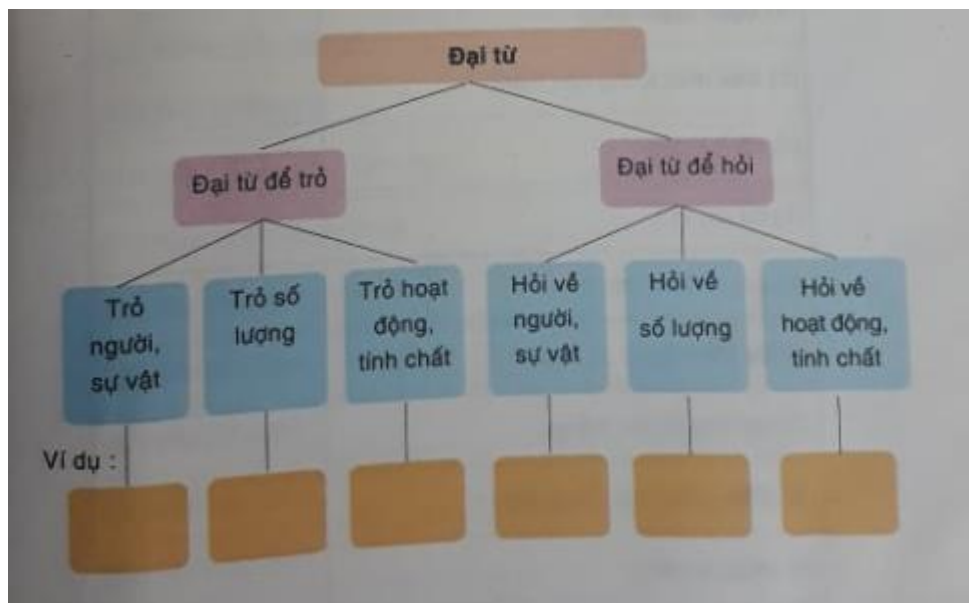 Đại từ
Đại từ để trỏ
Đại từ để hỏi
Trỏ
người,
sự vật
Trỏ số
lượng
Trỏ hoạt
động,
tính chất
Hỏi về
người,
sự vật
Hỏi về
số lượng
Hỏi về
hoạt động,
tính chất
Ví dụ :